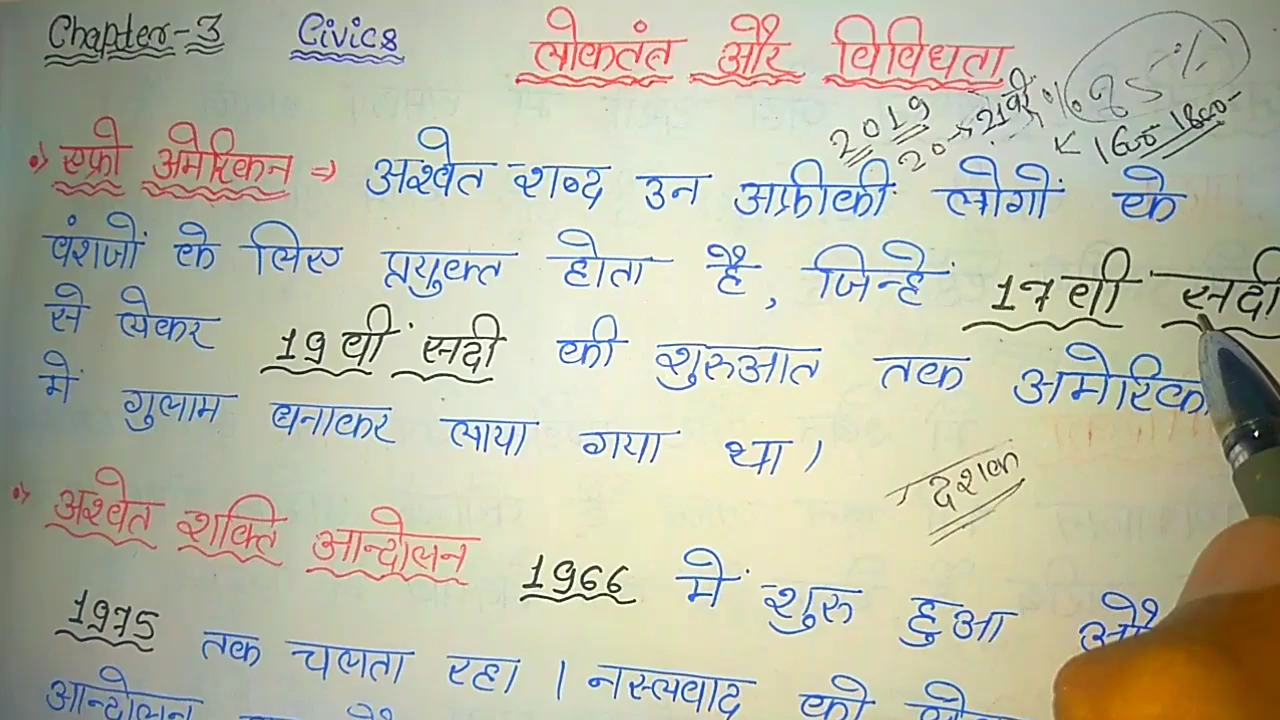 Chapter-3 Civics लोकतंत और विविधता
2019
21वी
1600 1800
• एफ्रो अमेरिकन ⇒ अश्वेत शब्द उन अफ्रीकी लोगों के
वंशजों के लिए प्रयुक्त होता है, जिन्हें 17वी सदी
से लेकर 19वीं सदी की शुरुआत तक अमेरिका
में गुलाम बनाकर लाया गया था।
दशक
• अश्वेत शक्ति आन्दोलन 1966 में शुरु हुआ
1975 तक चलता रहा। नस्लवाद को
आन्दोलन